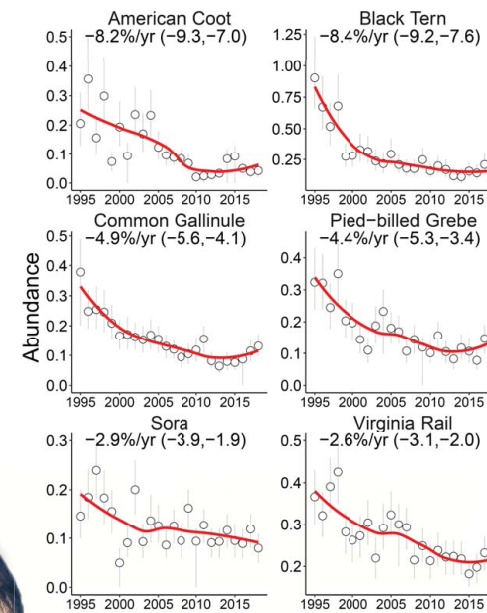 American Coot
−8.2%/yr (−9.3,−7.0)
0.5
0.4
0.3
0.2
0.1
0.0
1995 2000 2005 2010 2015
Black Tern
−8.4%/yr (−9.2,−7.6)
1.25
1.00
0.75
0.50
0.25
1995 2000 2005 2010 2015
Abundance
Common Gallinule
−4.9%/yr (−5.6,−4.1)
0.5
0.4
0.3
0.2
0.1
0.0
1995 2000 2005 2010 2015
Pied−billed Grebe
−4.4%/yr (−5.3,−3.4)
0.4
0.3
0.2
0.1
0.0
1995 2000 2005 2010 2015
Sora
−2.9%/yr (−3.9,−1.9)
0.3
0.2
0.1
0.0
1995 2000 2005 2010 2015
Virginia Rail
−2.6%/yr (−3.1,−2.0)
0.5
0.4
0.3
0.2
1995 2000 2005 2010 2015